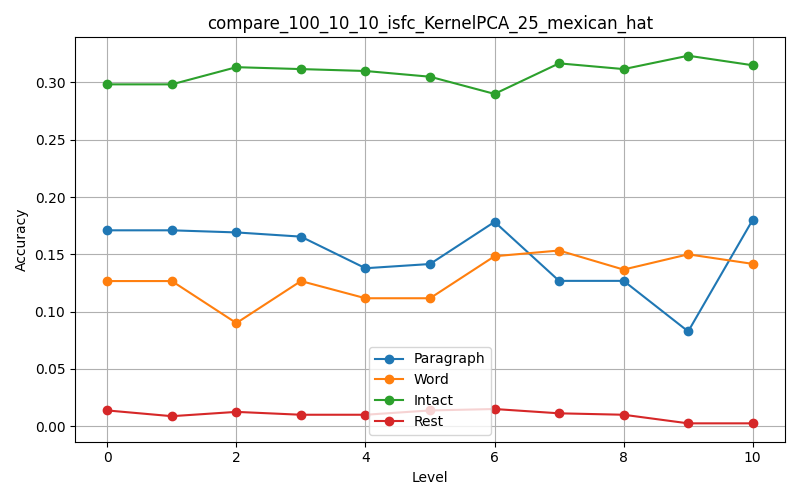 compare_100_10_10_isfc_KernelPCA_25_mexican_hat
0.30
0.25
0.20
0.15
0.10
0.05
0.00
Accuracy
Paragraph
Word
Intact
Rest
0 2 4 6 8 10
Level